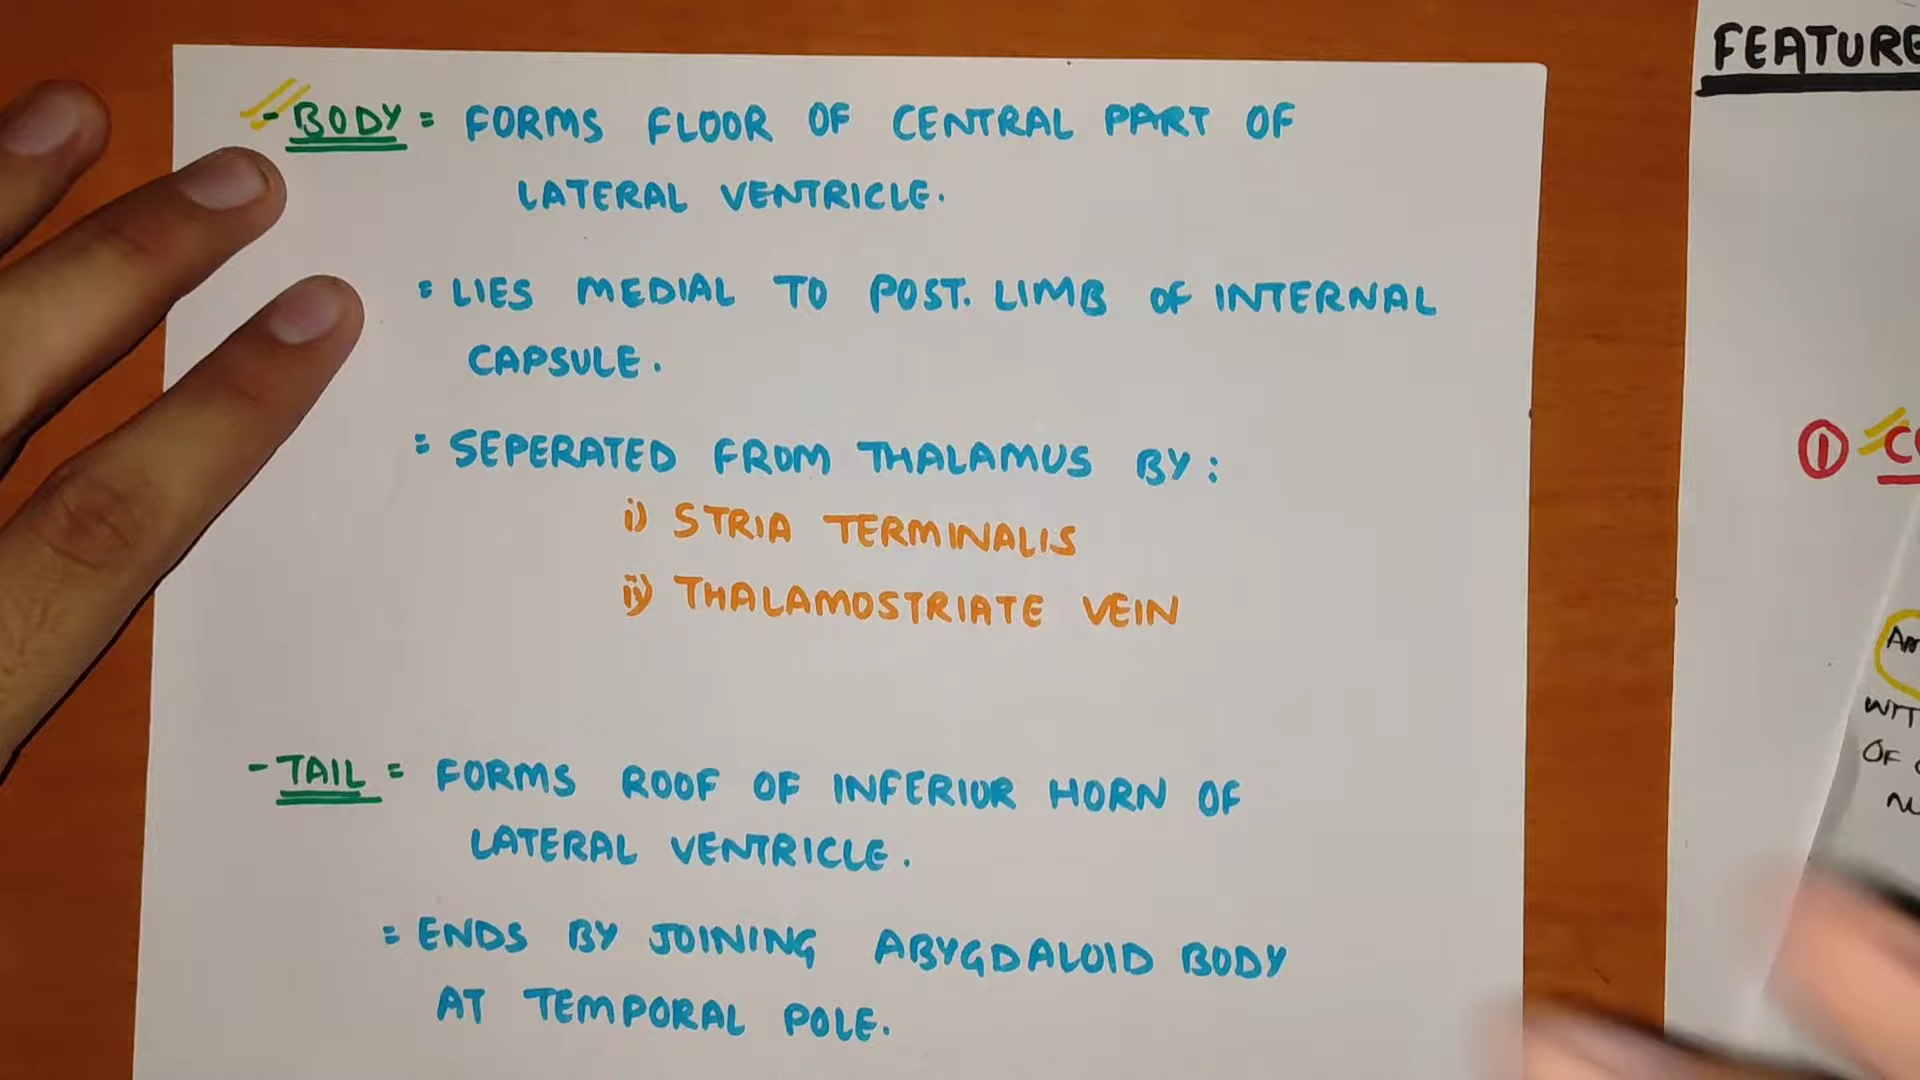 - BODY = FORMS FLOOR OF CENTRAL PART OF
LATERAL VENTRICLE.
= LIES MEDIAL TO POST. LIMB OF INTERNAL
CAPSULE.
= SEPERATED FROM THALAMUS BY:
i) STRIA TERMINALIS
ii) THALAMOSTRIATE VEIN
- TAIL = FORMS ROOF OF INFERIOR HORN OF
LATERAL VENTRICLE.
= ENDS BY JOINING ABYGDALOID BODY
AT TEMPORAL POLE.
FEATURE
①
OF